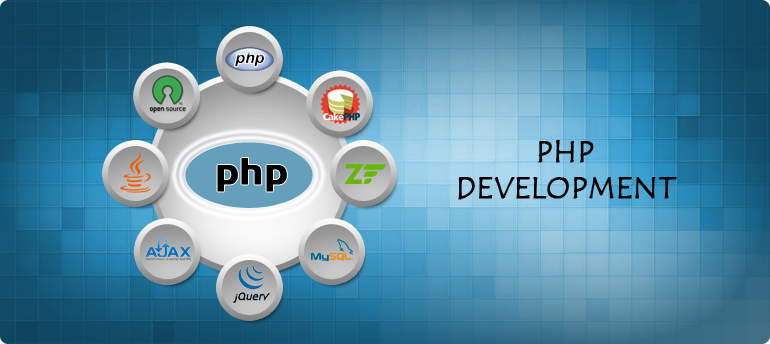 php
open source
CakePHP
php
ZF
AJAX
MySQL
jQuery
PHP
DEVELOPMENT